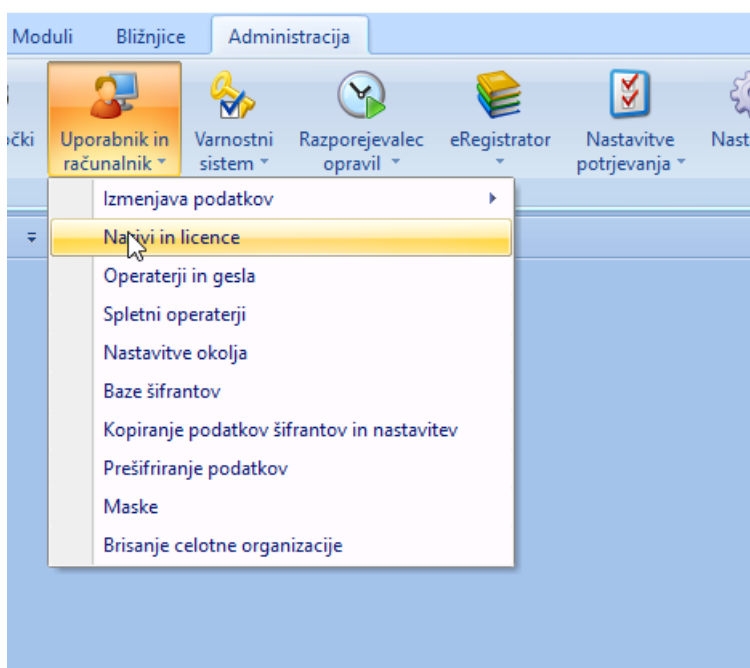 Moduli Bližnjice Administracija
očki
Uporabnik in
računalnik
Varnostni
sistem
Razporejevalec
opravil
eRegistrator
Nastavitve
potrjevanja
Nast
Izmenjava podatkov
in licence
Operaterji in gesla
Spletni operaterji
Nastavitve okolja
Baze šifrantov
Kopiranje podatkov šifrantov in nastavitev
Prešifriranje podatkov
Maske
Brisanje celotne organizacije